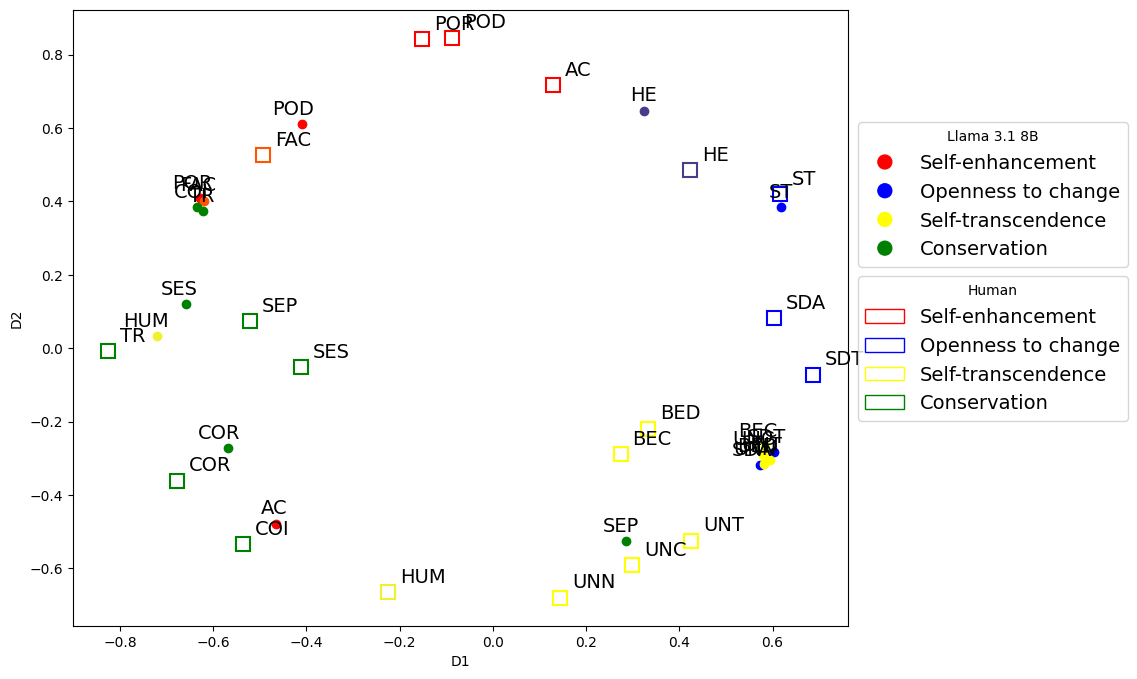 POR
POD
AC
HE
POD
FAC
HE
ST
ST
POR
FAC
COI
TR
SES
SEP
SDA
HUM
TR
SES
SDT
BED
BEC
BEC
COR
COR
AC
COI
SEP
UNT
UNC
HUM
UNN
0.8
0.6
0.4
0.2
0.0
−0.2
−0.4
−0.6
D2
−0.8
−0.6
−0.4
−0.2
0.0
0.2
0.4
0.6
D1
Llama 3.1 8B
Self-enhancement
Openness to change
Self-transcendence
Conservation
Human
Self-enhancement
Openness to change
Self-transcendence
Conservation